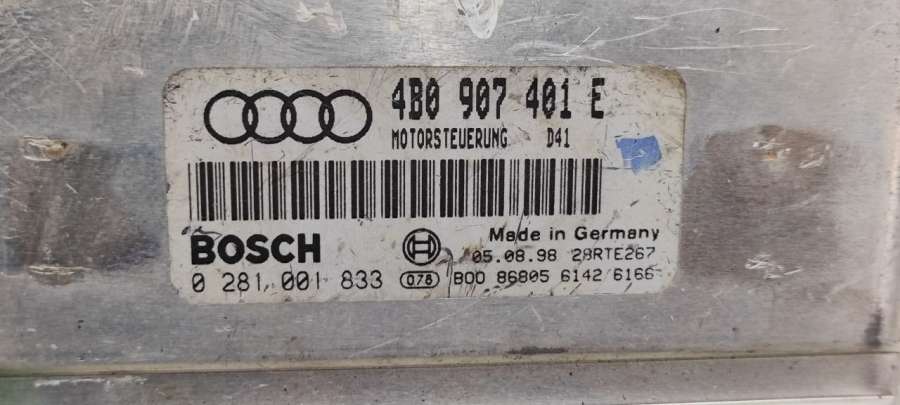 4B0 907 401 E
MOTORSTEUERUNG D41
BOSCH
Made in Germany
05.08.98 28RTE267
0 281 001 833 078 B00 86805 6142 6166